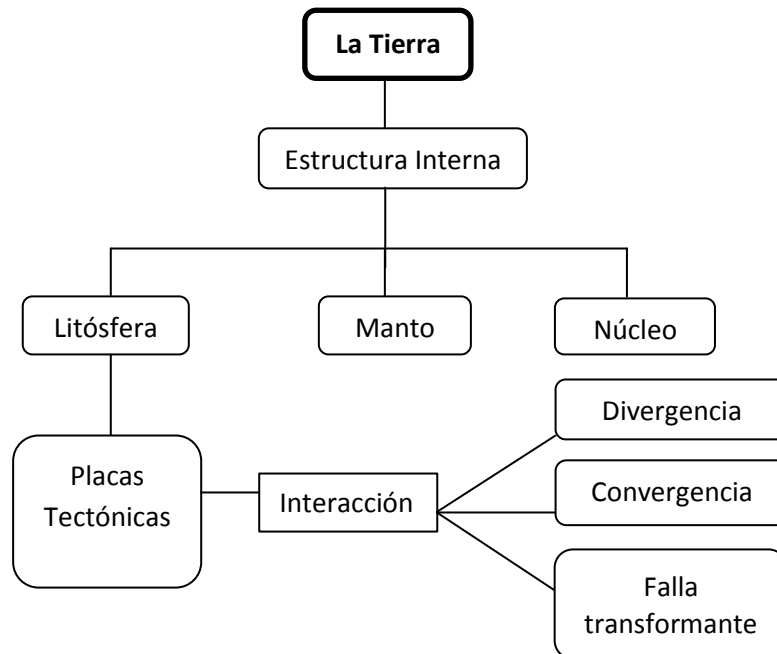 La Tierra
Estructura Interna
Litósfera
Manto
Núcleo
Divergencia
Placas
Tectónicas
Interacción
Convergencia
Falla
transformante